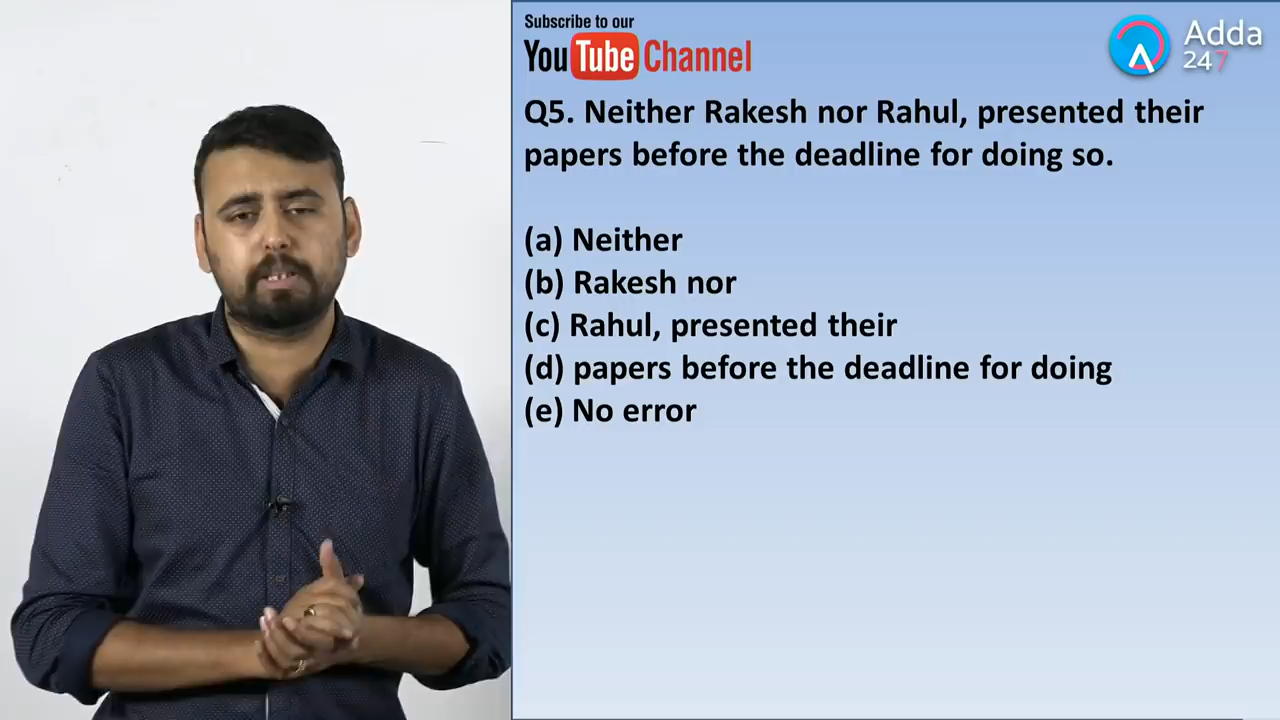 Subscribe to our
YouTube Channel
Adda
247
Q5. Neither Rakesh nor Rahul, presented their
papers before the deadline for doing so.
(a) Neither
(b) Rakesh nor
(c) Rahul, presented their
(d) papers before the deadline for doing
(e) No error